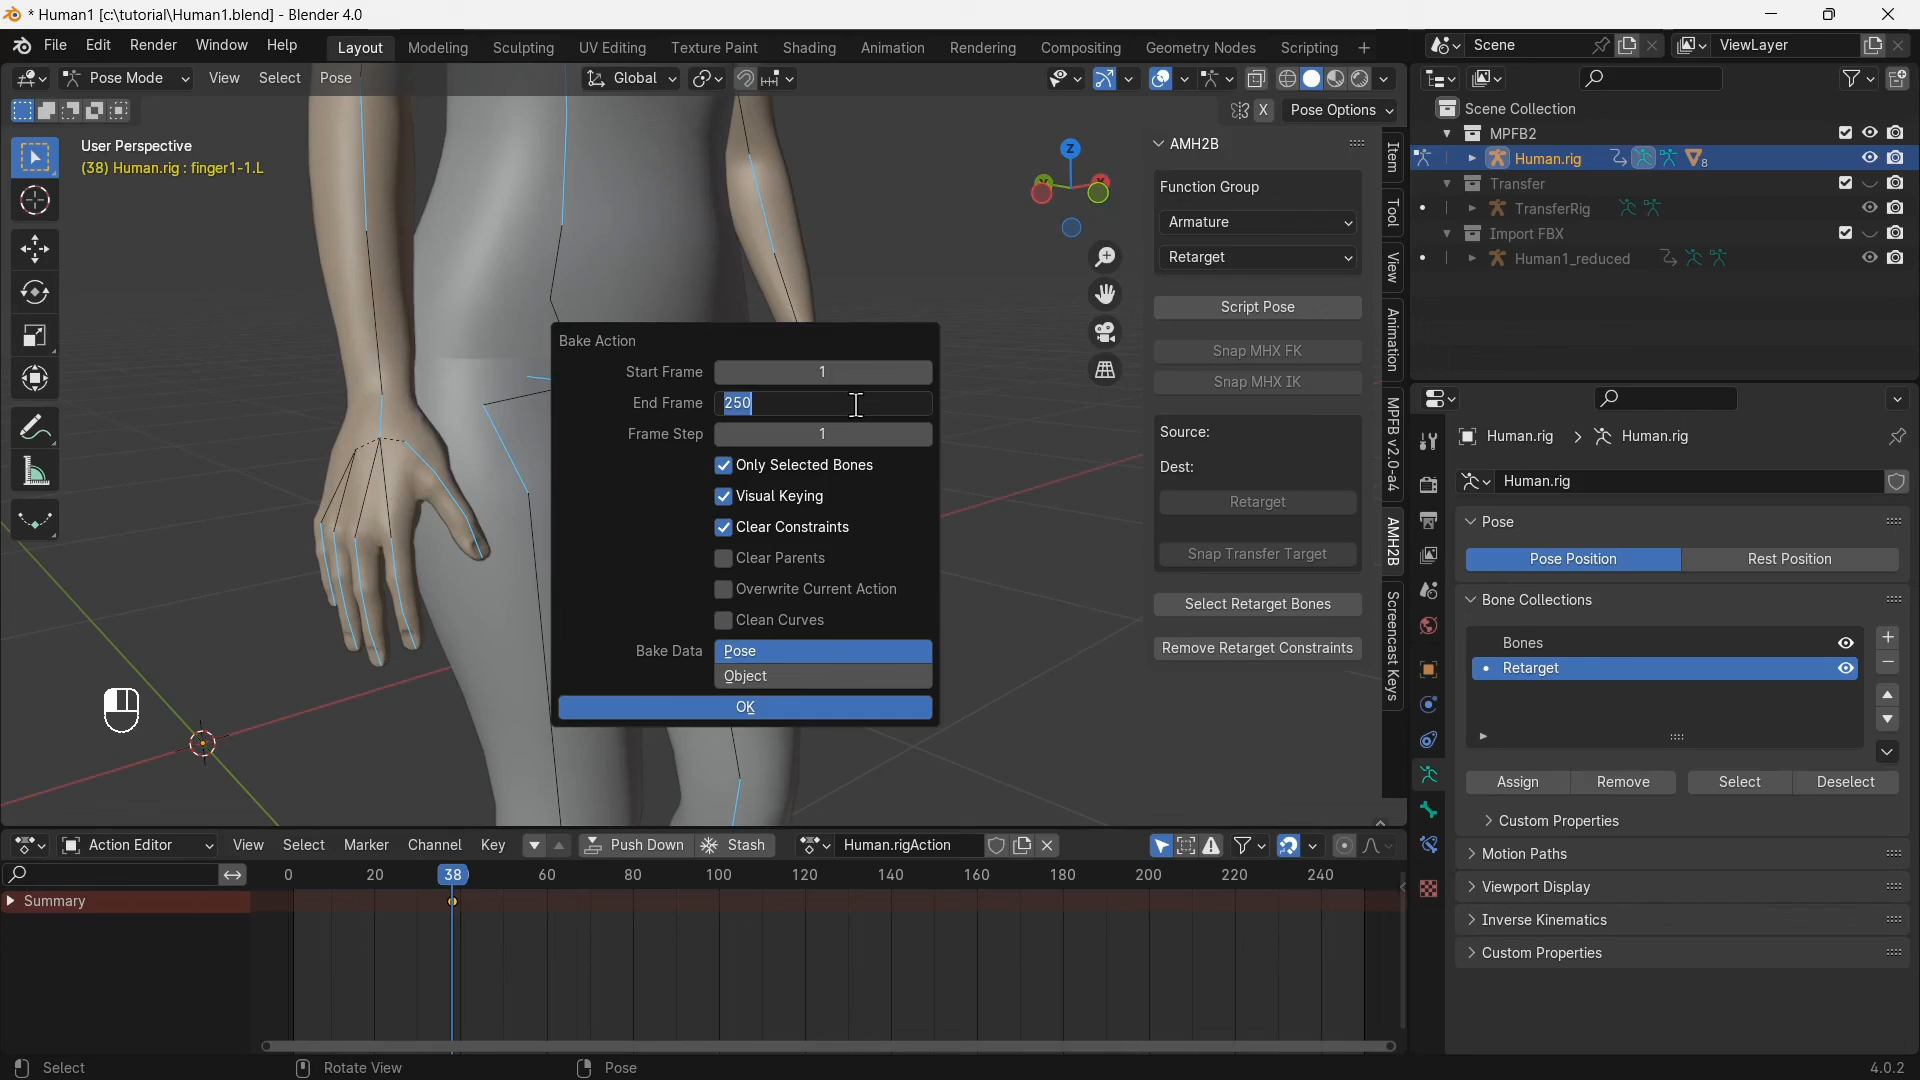 * Human1 [c:\tutorial\Human1.blend] - Blender 4.0
File Edit Render Window Help Layout Modeling Sculpting UV Editing Texture Paint Shading Animation Rendering Compositing Geometry Nodes Scripting + Scene ViewLayer
Pose Mode View Select Pose Global
X Pose Options
User Perspective
(38) Human.rig : finger1-1.L
Z
AMH2B
Function Group
Armature
Retarget
Script Pose
Snap MHX FK
Snap MHX IK
Source:
Dest:
Retarget
Snap Transfer Target
Select Retarget Bones
Remove Retarget Constraints
Item
Tool
View
Animation
MPFB v2.0-a4
AMH2B
Screencast Keys
Bake Action
Start Frame 1
End Frame 250
Frame Step 1
Only Selected Bones
Visual Keying
Clear Constraints
Clear Parents
Overwrite Current Action
Clean Curves
Bake Data Pose
Object
OK
Scene Collection
MPFB2
Human.rig 8
Transfer
TransferRig
Import FBX
Human1_reduced
Human.rig > Human.rig
Human.rig
Pose
Pose Position Rest Position
Bone Collections
Bones
Retarget
Assign Remove Select Deselect
Custom Properties
Motion Paths
Viewport Display
Inverse Kinematics
Custom Properties
Action Editor View Select Marker Channel Key Push Down Stash Human.rigAction
0 20 38 60 80 100 120 140 160 180 200 220 240
Summary
Select Rotate View Pose 4.0.2